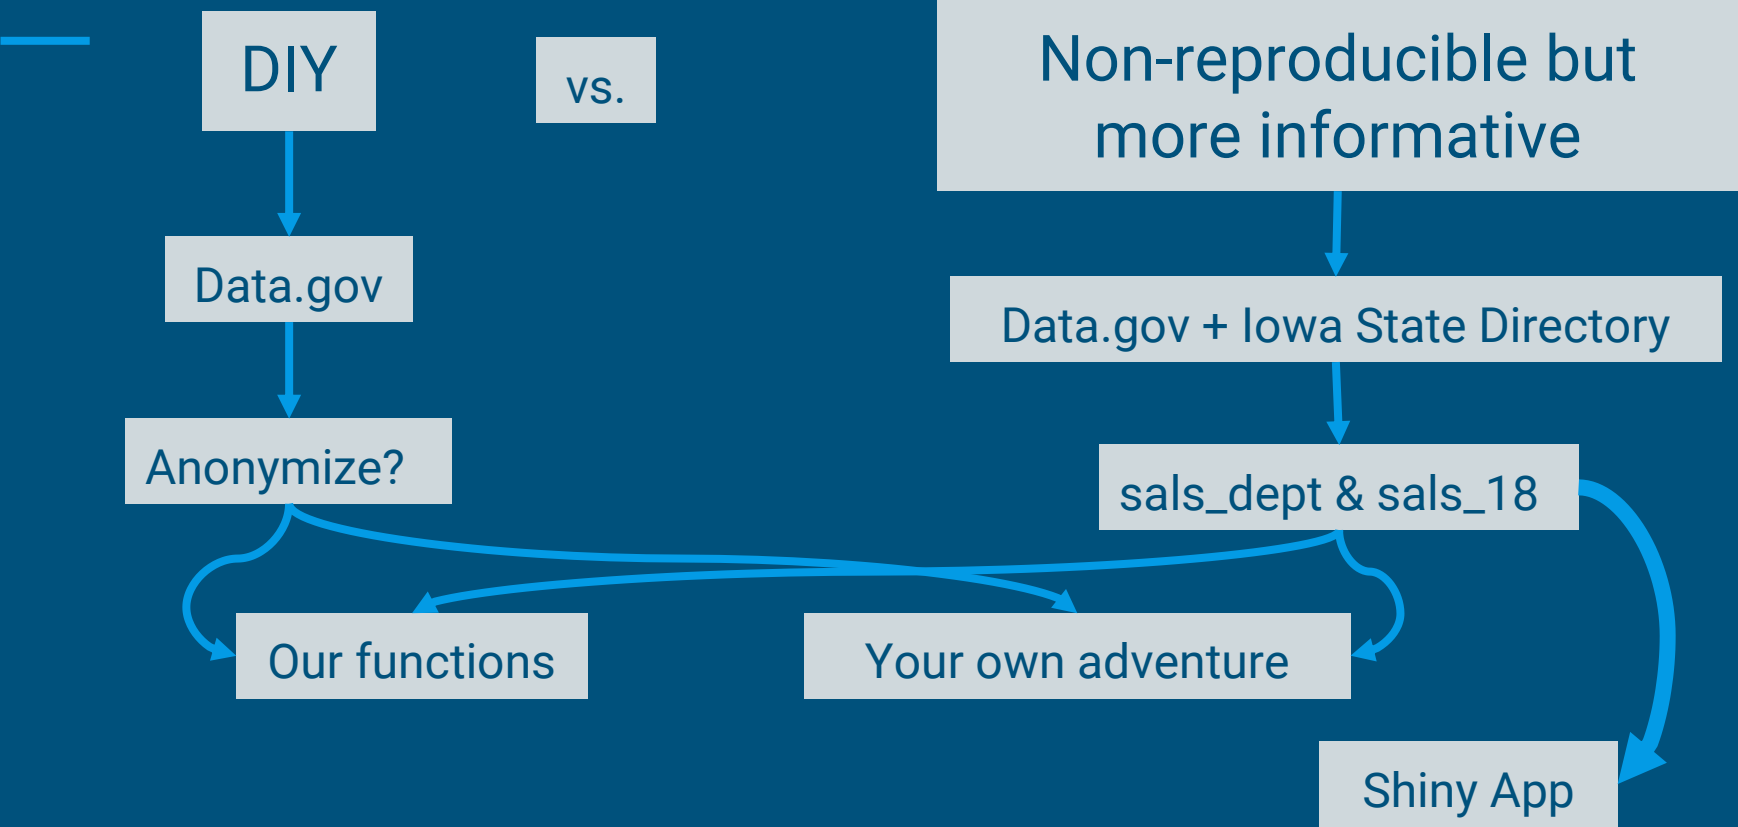 DIY
vs.
Non-reproducible but
more informative
Data.gov
Data.gov + Iowa State Directory
Anonymize?
sals_dept & sals_18
Our functions
Your own adventure
Shiny App